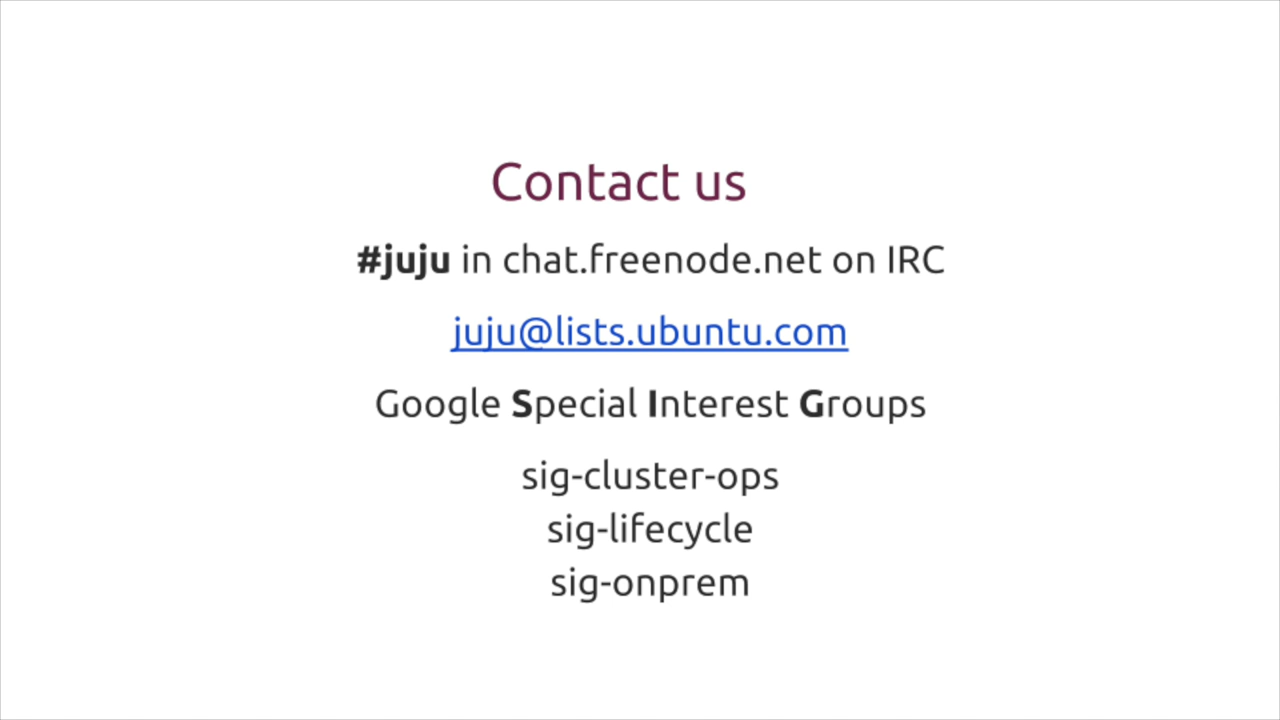 Contact us
#juju in chat.freenode.net on IRC
juju@lists.ubuntu.com
Google Special Interest Groups
sig-cluster-ops
sig-lifecycle
sig-onprem